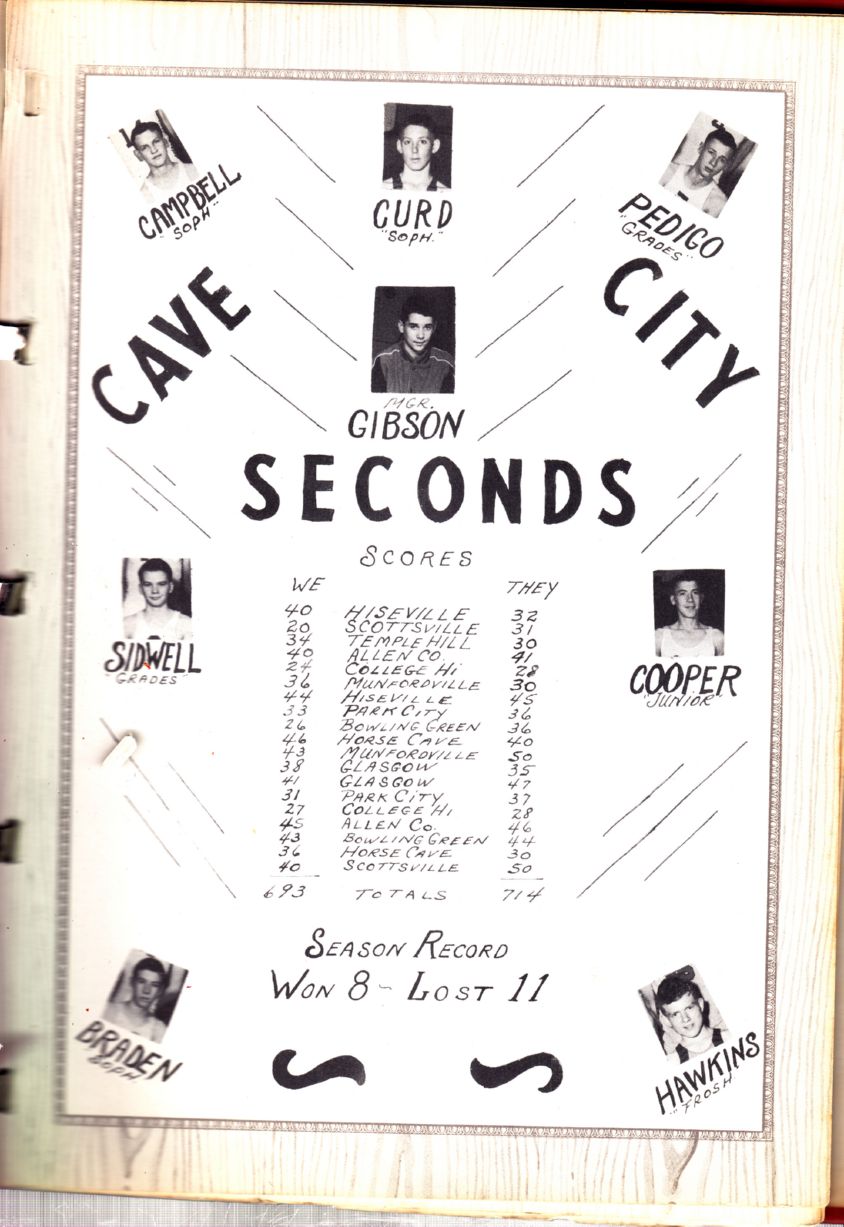 CAMPBELL
"SOPH"
CURD
"SOPH."
PEDIGO
"GRADES"
CAVE CITY
MGR.
GIBSON
SECONDS
SIDWELL
"GRADES"
COOPER
"JUNIOR"
SCORES
WE THEY
40 HISEVILLE 32
20 SCOTTSVILLE 31
34 TEMPLE HILL 30
40 ALLEN CO. 41
24 COLLEGE HI 28
36 MUNFORDVILLE 30
44 HISEVILLE 45
33 PARK CITY 36
26 BOWLING GREEN 36
46 HORSE CAVE 40
43 MUNFORDVILLE 50
38 GLASGOW 35
41 GLASGOW 47
31 PARK CITY 37
27 COLLEGE HI 28
45 ALLEN CO. 46
43 BOWLING GREEN 44
36 HORSE CAVE 30
40 SCOTTSVILLE 50
693 TOTALS 714
SEASON RECORD
WON 8 - LOST 11
BRADEN
"SOPH"
HAWKINS
"FROSH"